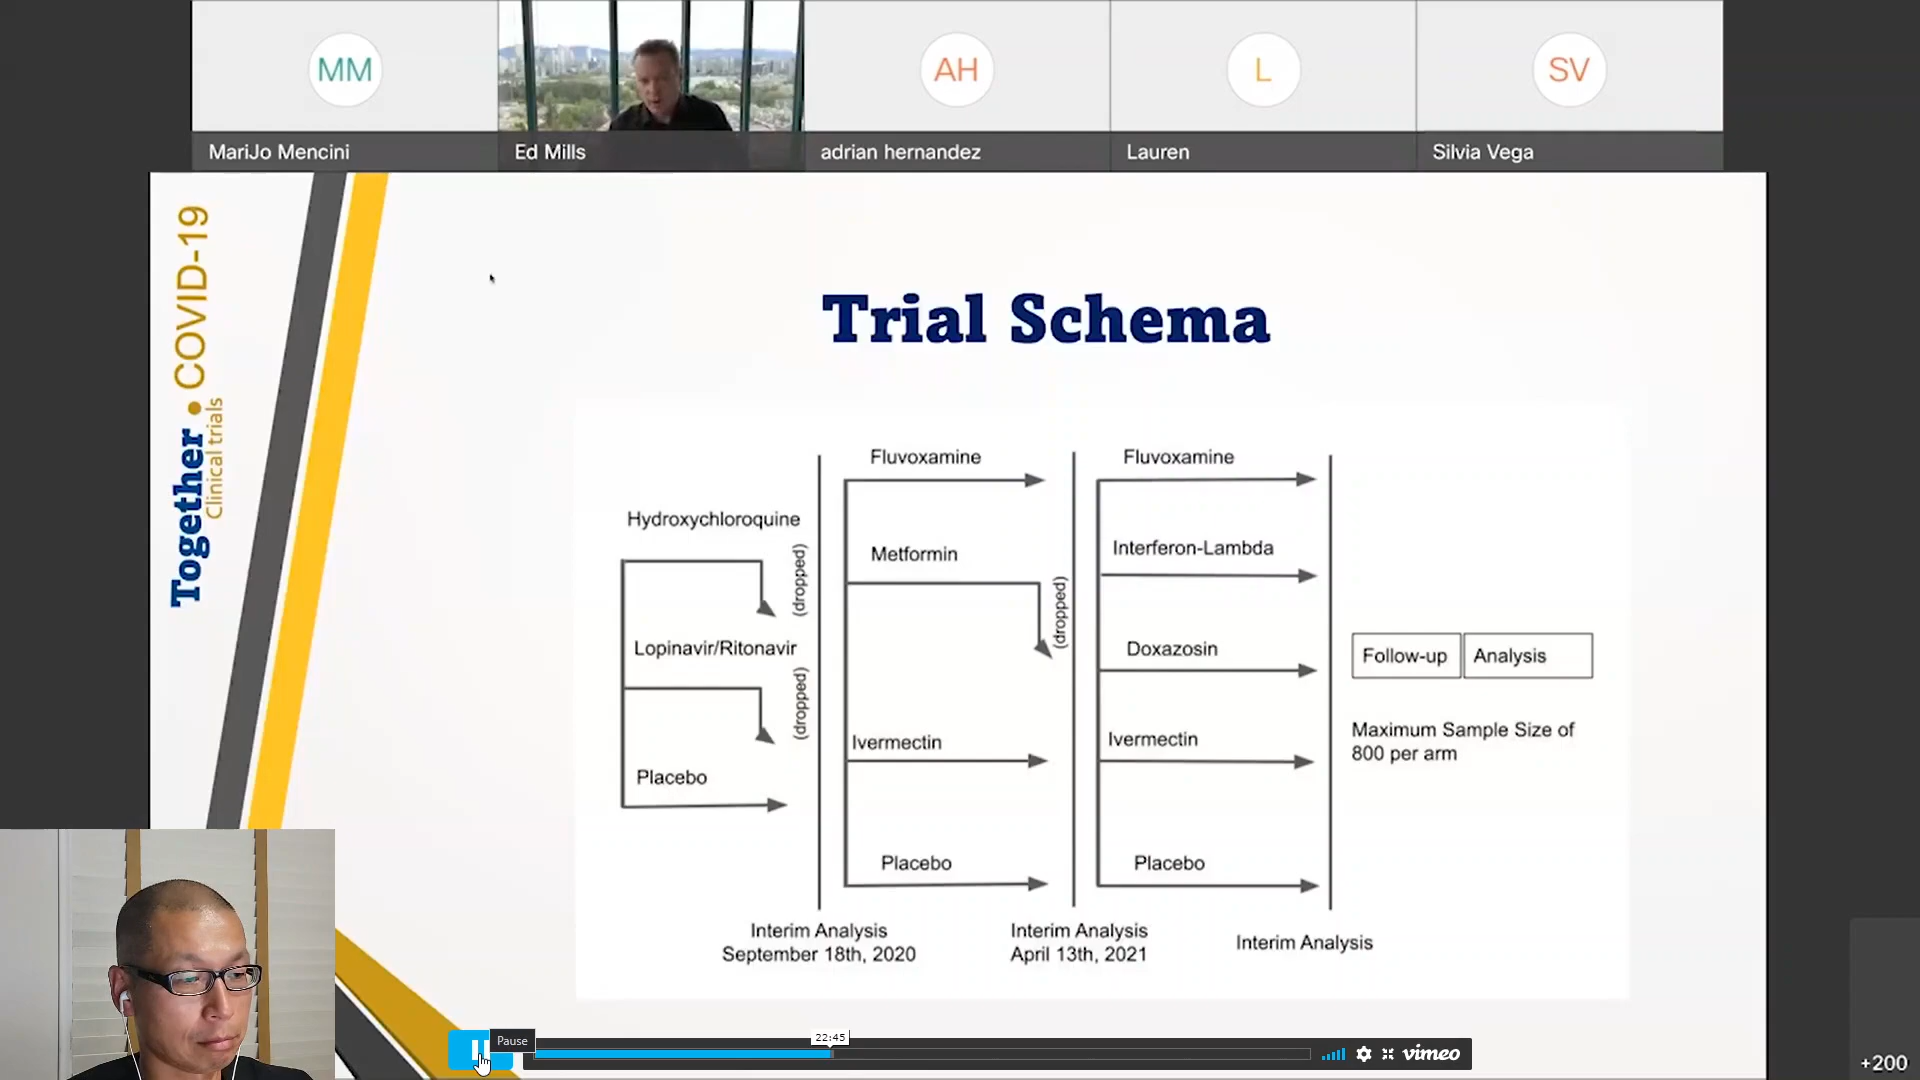 MM
AH
L
SV
MariJo Mencini
Ed Mills
adrian hernandez
Lauren
Silvia Vega
Together
COVID-19
Clinical trials
Trial Schema
Hydroxychloroquine
(dropped)
Lopinavir/Ritonavir
(dropped)
Placebo
Fluvoxamine
Metformin
(dropped)
Ivermectin
Placebo
Fluvoxamine
Interferon-Lambda
Doxazosin
Ivermectin
Placebo
Follow-up
Analysis
Maximum Sample Size of
800 per arm
Interim Analysis
September 18th, 2020
Interim Analysis
April 13th, 2021
Interim Analysis
Pause
22:45
vimeo
+200